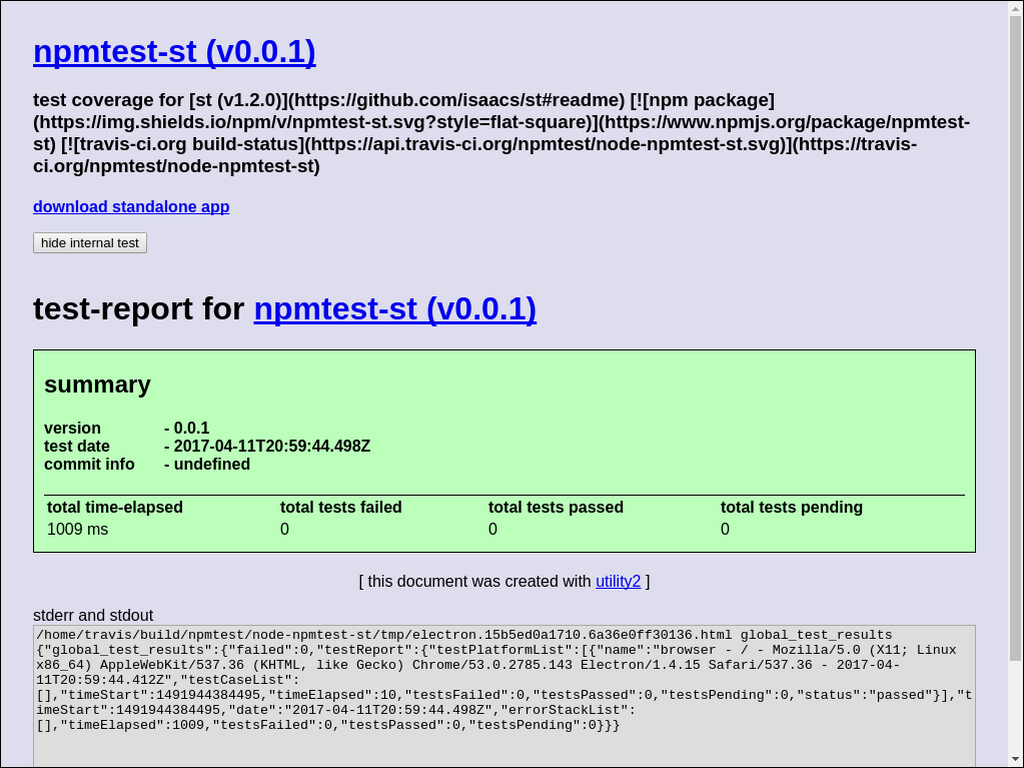 npmtest-st (v0.0.1)
test coverage for [st (v1.2.0)](https://github.com/isaacs/st#readme) [![npm package]
(https://img.shields.io/npm/v/npmtest-st.svg?style=flat-square)](https://www.npmjs.org/package/npmtest-
st) [![travis-ci.org build-status](https://api.travis-ci.org/npmtest/node-npmtest-st.svg)](https://travis-
ci.org/npmtest/node-npmtest-st)
download standalone app
hide internal test
test-report for npmtest-st (v0.0.1)
summary
version - 0.0.1
test date - 2017-04-11T20:59:44.498Z
commit info - undefined
total time-elapsed total tests failed total tests passed total tests pending
1009 ms 0 0 0
[ this document was created with utility2 ]
stderr and stdout
/home/travis/build/npmtest/node-npmtest-st/tmp/electron.15b5ed0a1710.6a36e0ff30136.html global_test_results
{"global_test_results":{"failed":0,"testReport":{"testPlatformList":[{"name":"browser - / - Mozilla/5.0 (X11; Linux
x86_64) AppleWebKit/537.36 (KHTML, like Gecko) Chrome/53.0.2785.143 Electron/1.4.15 Safari/537.36 - 2017-04-
11T20:59:44.412Z","testCaseList":
[],"timeStart":1491944384495,"timeElapsed":10,"testsFailed":0,"testsPassed":0,"testsPending":0,"status":"passed"}],"t
imeStart":1491944384495,"date":"2017-04-11T20:59:44.498Z","errorStackList":
[],"timeElapsed":1009,"testsFailed":0,"testsPassed":0,"testsPending":0}}}